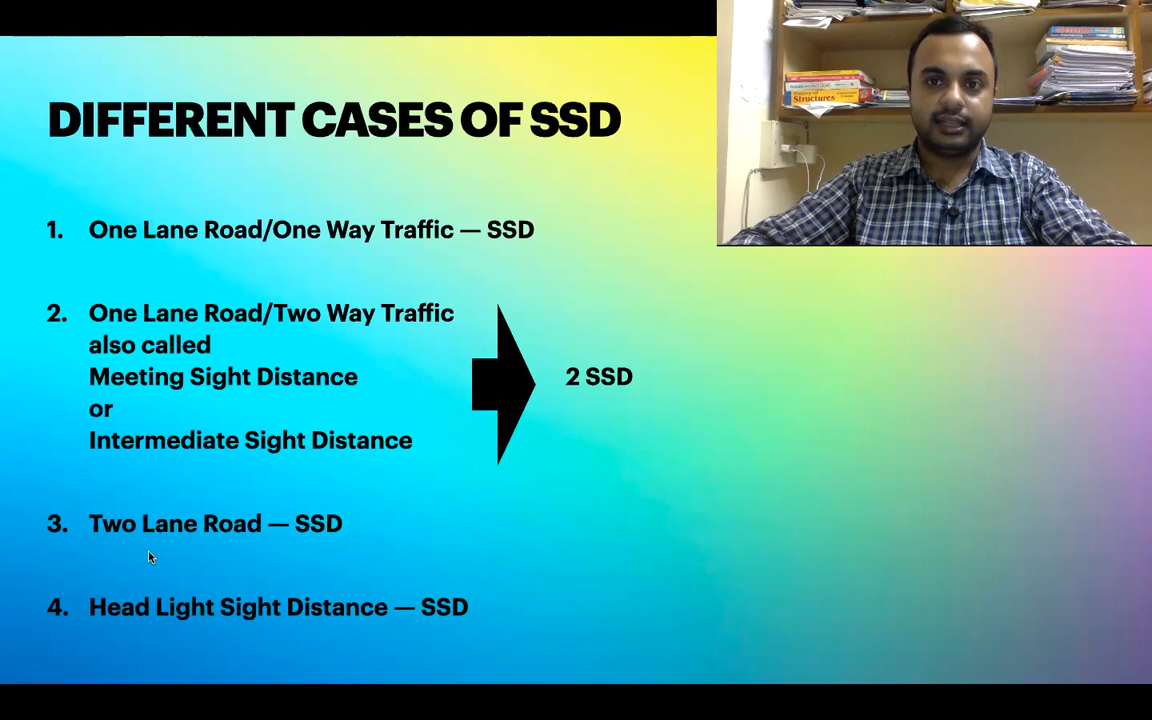 DIFFERENT CASES OF SSD
1. One Lane Road/One Way Traffic — SSD
2. One Lane Road/Two Way Traffic
also called
Meeting Sight Distance
or
Intermediate Sight Distance
2 SSD
3. Two Lane Road — SSD
4. Head Light Sight Distance — SSD
Structures